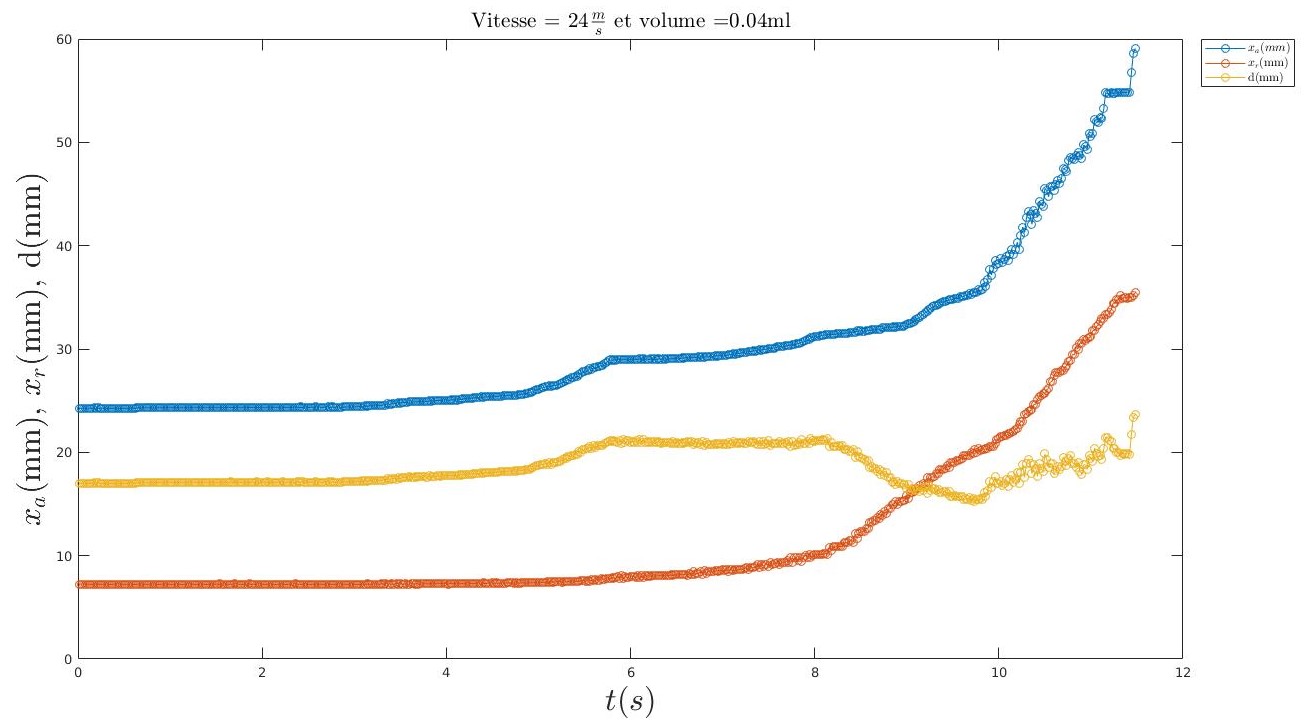 Vitesse = 24 m/s et volume =0.04ml
x_a(mm)
x_r(mm)
d(mm)
60
50
40
30
20
10
0
x_a(mm), x_r(mm), d(mm)
0 2 4 6 8 10 12
t(s)